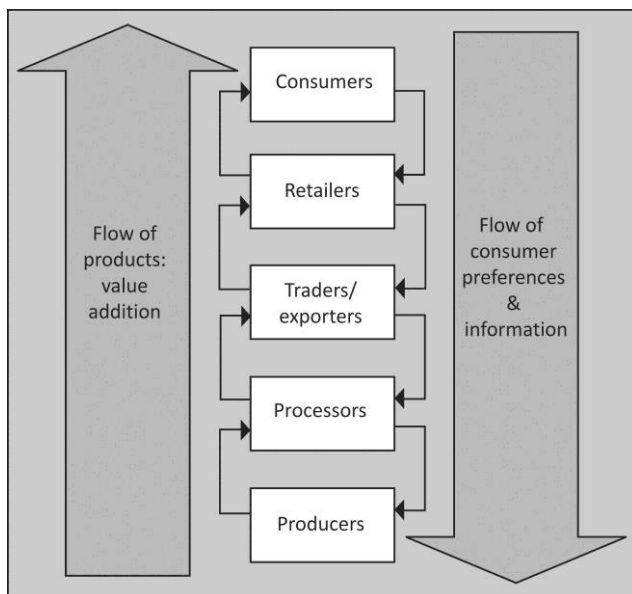 Consumers
Retailers
Traders/
exporters
Processors
Producers
Flow of
products:
value
addition
Flow of
consumer
preferences
&
information